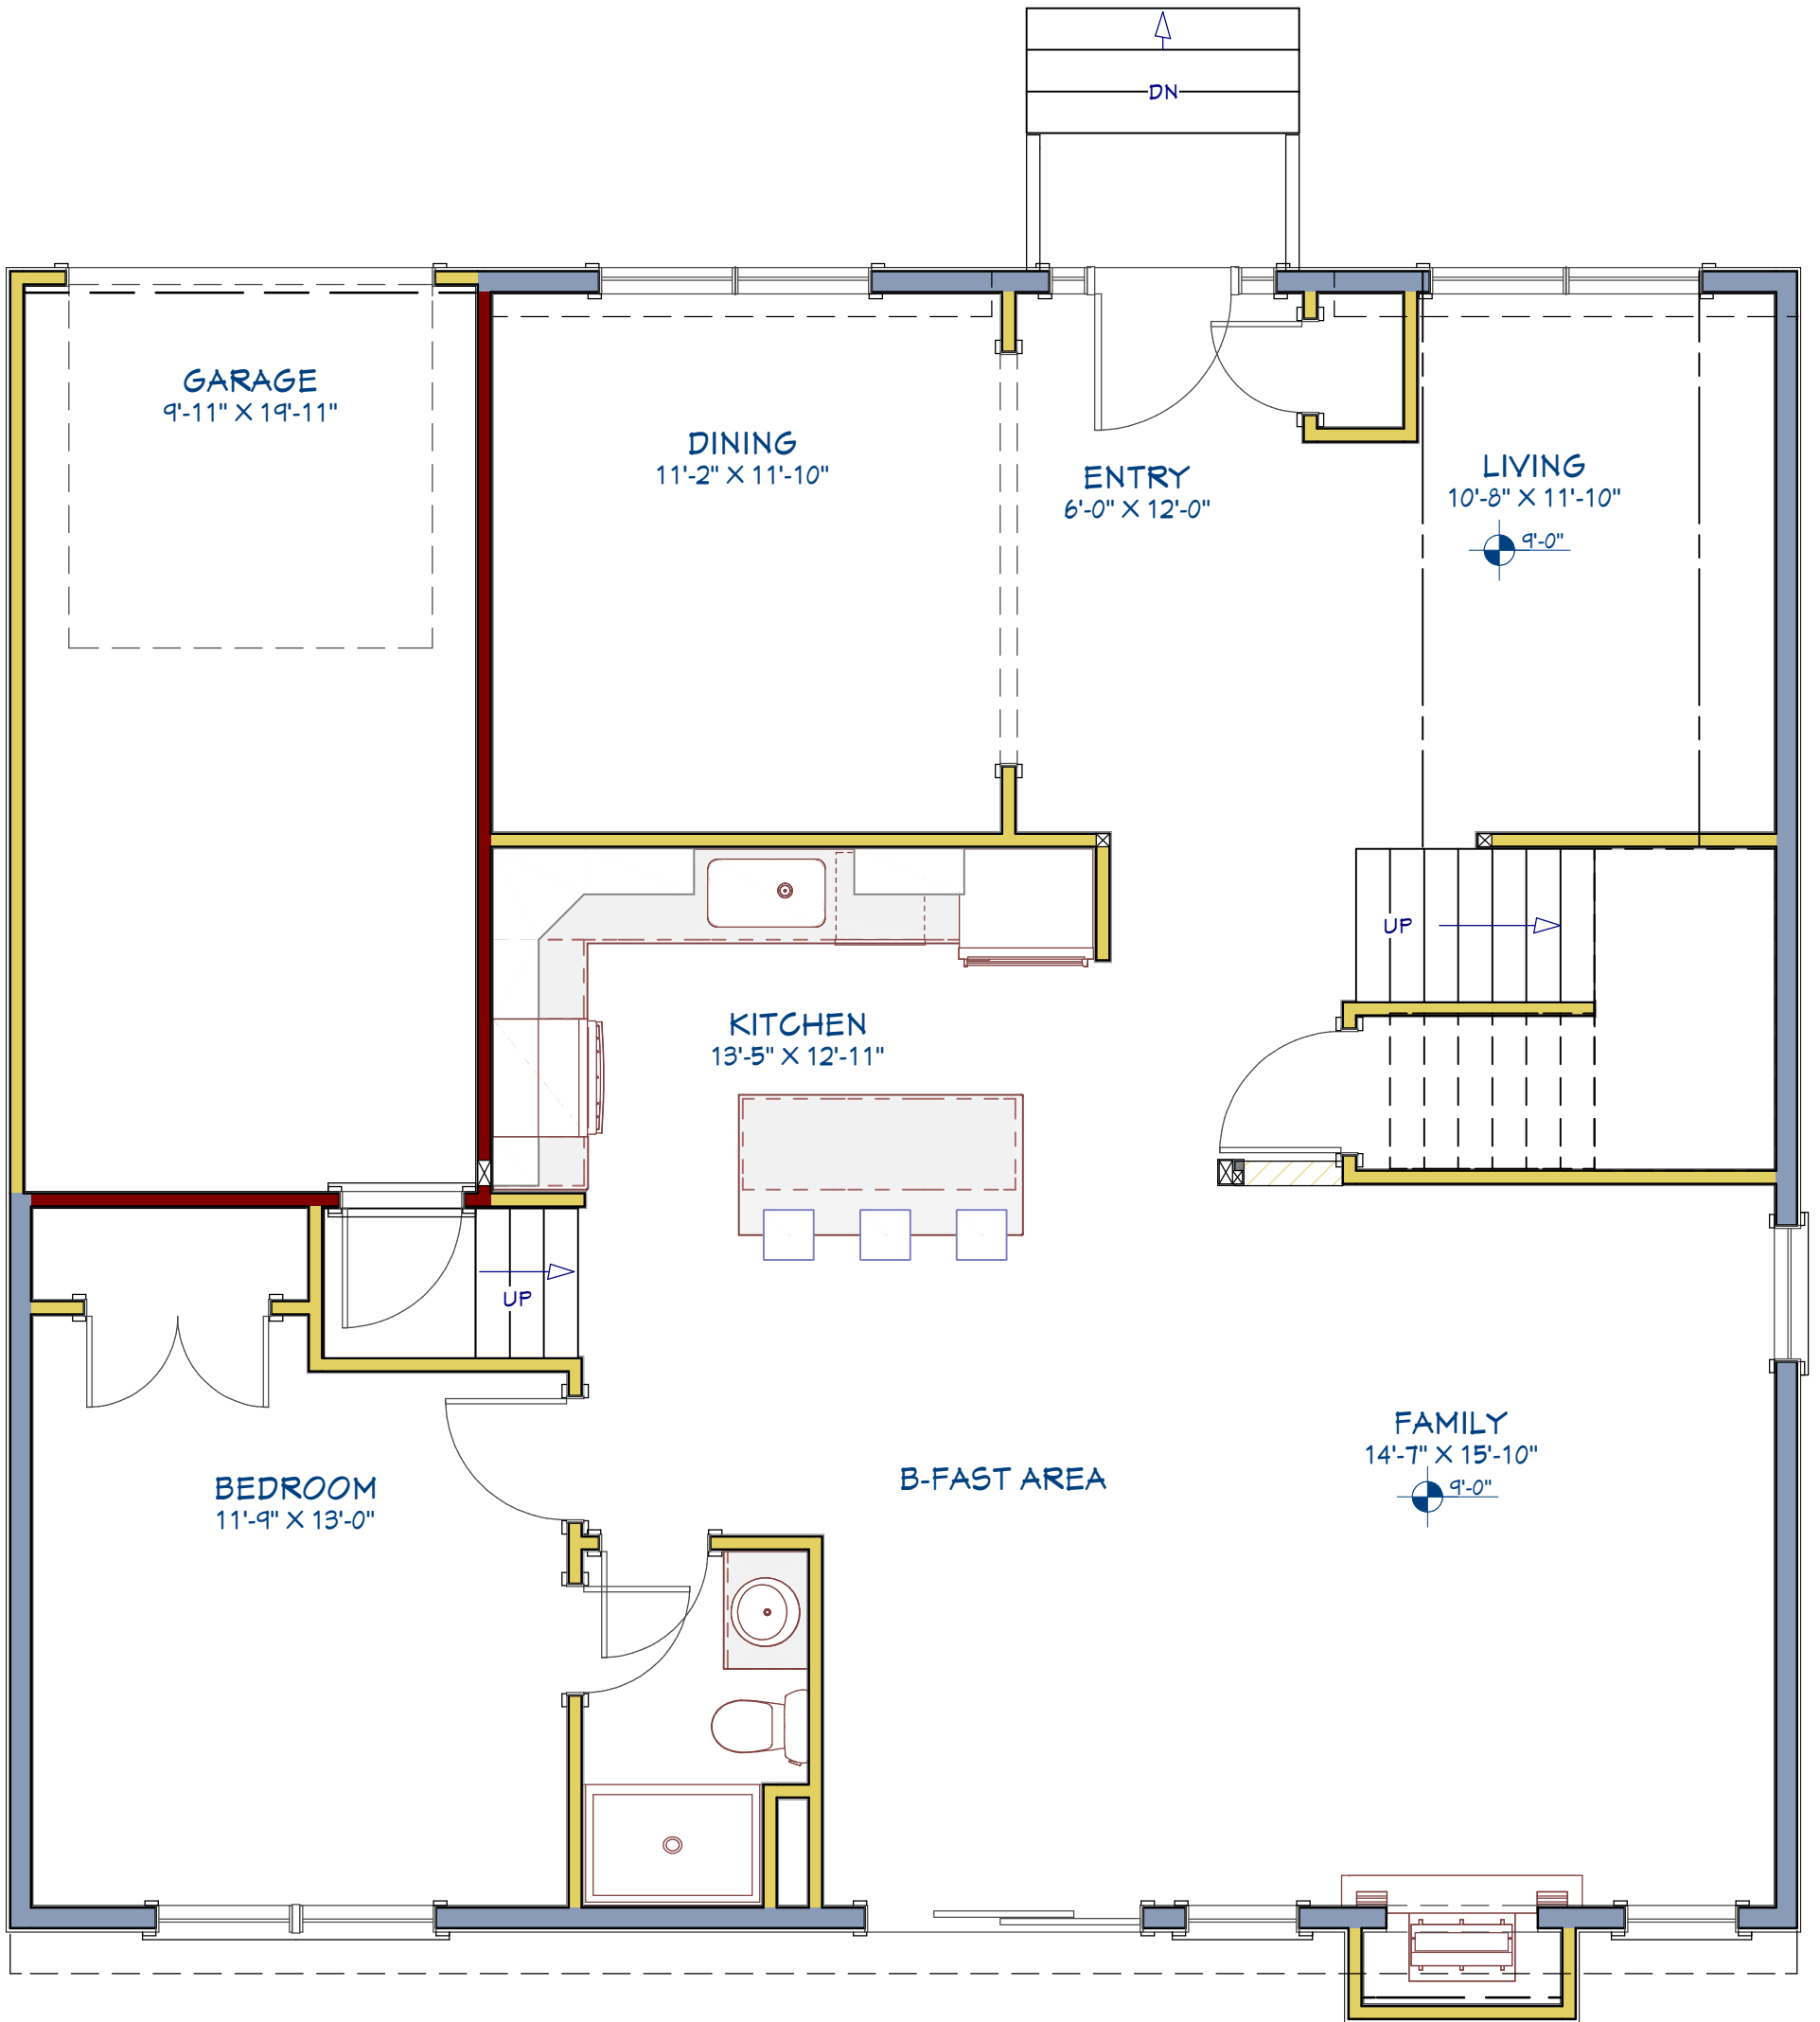 DN
GARAGE
9'-11" X 19'-11"
DINING
11'-2" X 11'-10"
ENTRY
6'-0" X 12'-0"
LIVING
10'-8" X 11'-10"
9'-0"
UP
KITCHEN
13'-5" X 12'-11"
UP
FAMILY
14'-7" X 15'-10"
9'-0"
B-FAST AREA
BEDROOM
11'-9" X 13'-0"